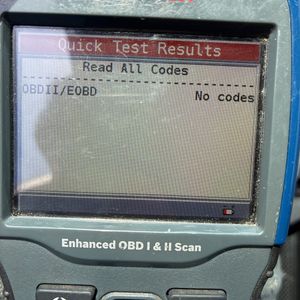 Quick Test Results
Read All Codes
OBDII/EOBD No codes
Enhanced OBD I & II Scan